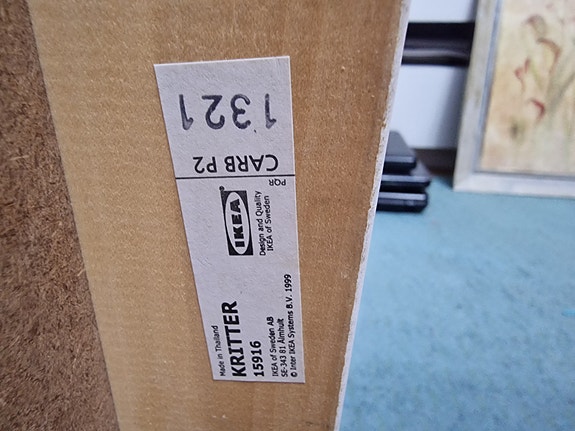 Made in Thailand
KRITTER
15916
IKEA of Sweden AB
SE-343 81 Älmhult
© Inter IKEA Systems B.V. 1999
IKEA®
Design and Quality
IKEA of Sweden
PQR
CARB P2
1321